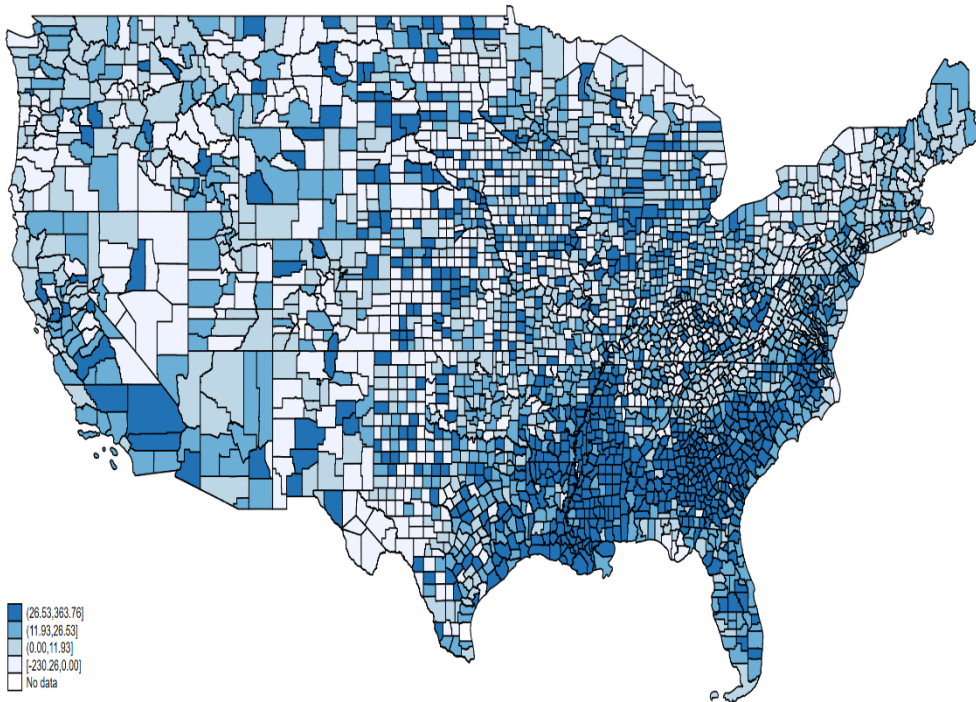 (26.53,363.76]
(11.93,26.53]
(0.00,11.93]
[-230.26,0.00]
No data